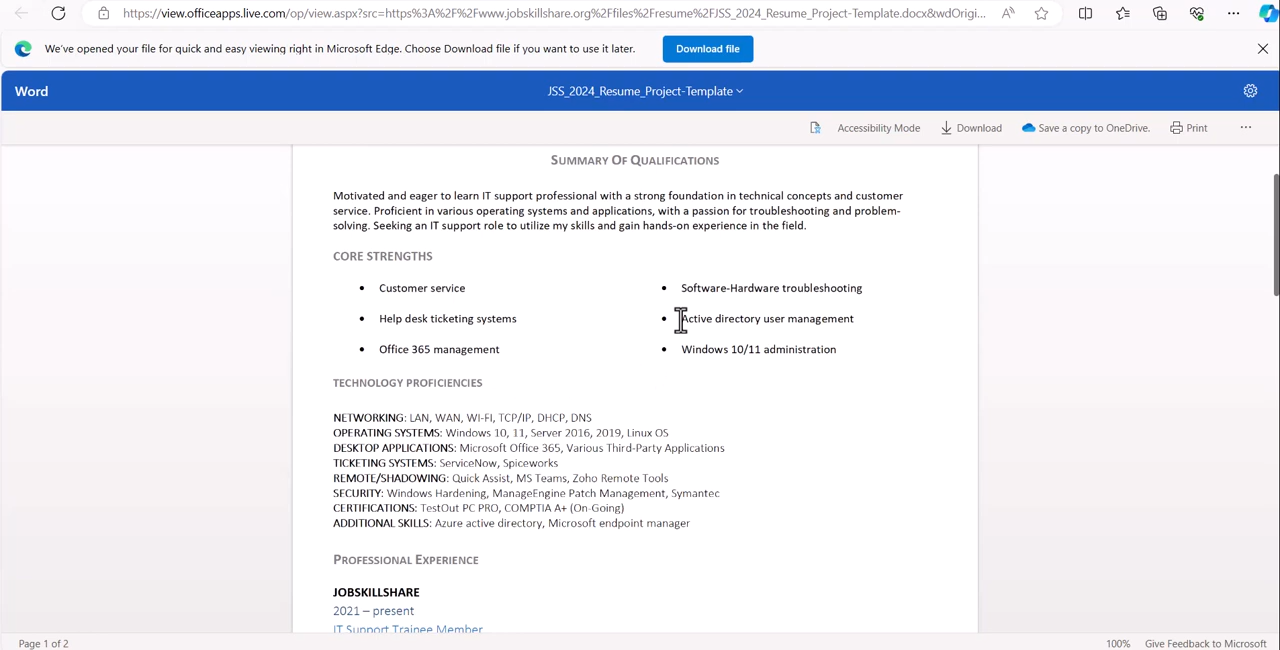 https://view.officeapps.live.com/op/view.aspx?src=https%3A%2F%2Fwww.jobskillshare.org%2Ffiles%2Fresume%2FJSS_2024_Resume_Project-Template.docx&wdOrigi...
We've opened your file for quick and easy viewing right in Microsoft Edge. Choose Download file if you want to use it later.
Download file
Word
JSS_2024_Resume_Project-Template
Accessibility Mode
Download
Save a copy to OneDrive.
Print
SUMMARY OF QUALIFICATIONS
Motivated and eager to learn IT support professional with a strong foundation in technical concepts and customer
service. Proficient in various operating systems and applications, with a passion for troubleshooting and problem-
solving. Seeking an IT support role to utilize my skills and gain hands-on experience in the field.
CORE STRENGTHS
• Customer service
• Help desk ticketing systems
• Office 365 management
• Software-Hardware troubleshooting
• Active directory user management
• Windows 10/11 administration
TECHNOLOGY PROFICIENCIES
NETWORKING: LAN, WAN, WI-FI, TCP/IP, DHCP, DNS
OPERATING SYSTEMS: Windows 10, 11, Server 2016, 2019, Linux OS
DESKTOP APPLICATIONS: Microsoft Office 365, Various Third-Party Applications
TICKETING SYSTEMS: ServiceNow, Spiceworks
REMOTE/SHADOWING: Quick Assist, MS Teams, Zoho Remote Tools
SECURITY: Windows Hardening, ManageEngine Patch Management, Symantec
CERTIFICATIONS: TestOut PC PRO, COMPTIA A+ (On-Going)
ADDITIONAL SKILLS: Azure active directory, Microsoft endpoint manager
PROFESSIONAL EXPERIENCE
JOBSKILLSHARE
2021 – present
IT Support Trainee Member
Page 1 of 2
100%
Give Feedback to Microsoft